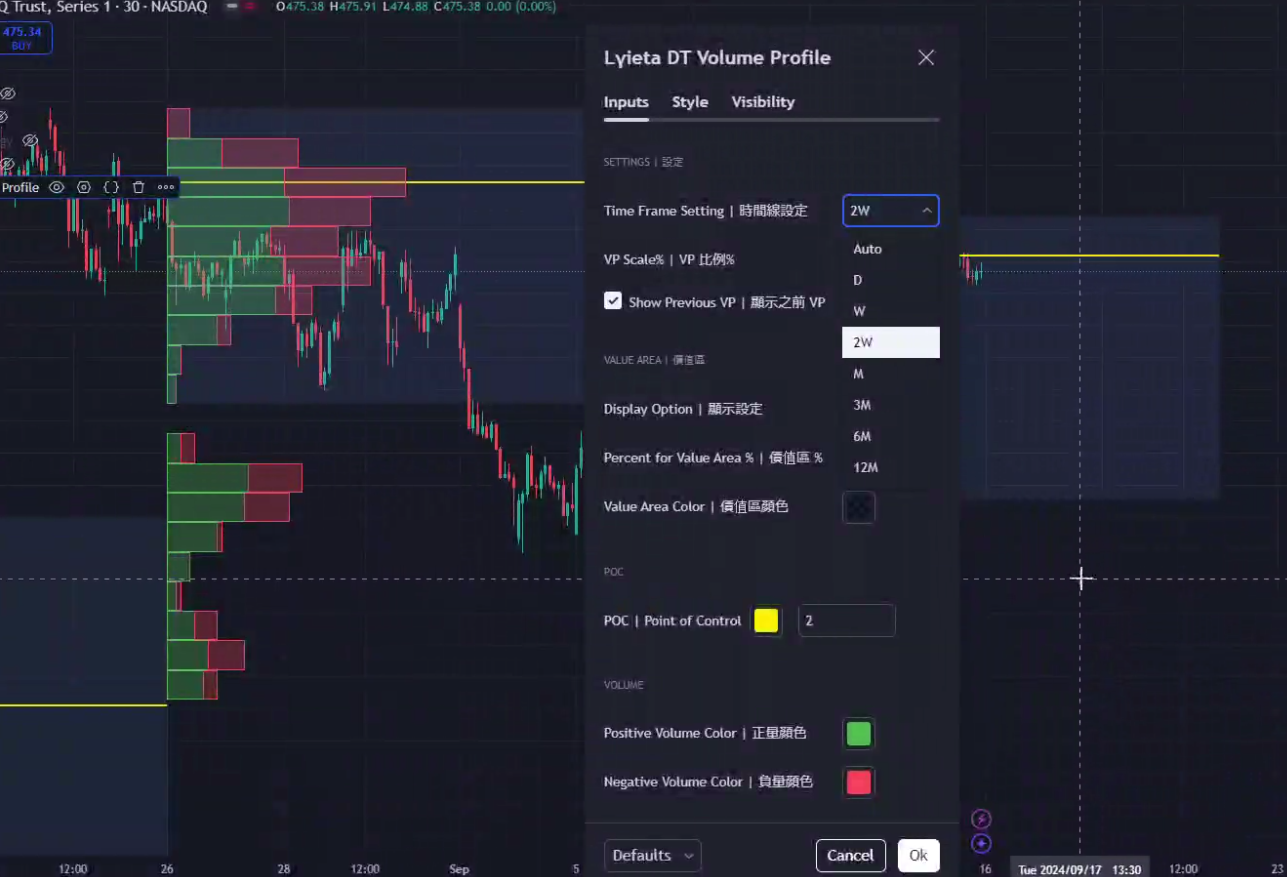 Q Trust, Series 1 · 30 · NASDAQ O475.38 H475.91 L474.88 C475.38 0.00 (0.00%)
475.34
BUY
Profile
Lyieta DT Volume Profile
Inputs Style Visibility
SETTINGS | 設定
Time Frame Setting | 時間線設定 2W
Auto
D
W
2W
M
3M
6M
12M
VP Scale% | VP 比例%
Show Previous VP | 顯示之前 VP
VALUE AREA | 價值區
Display Option | 顯示設定
Percent for Value Area % | 價值區 %
Value Area Color | 價值區顏色
POC
POC | Point of Control 2
VOLUME
Positive Volume Color | 正量顏色
Negative Volume Color | 負量顏色
Defaults Cancel Ok
12:00 26 28 12:00 Sep 5 16 Tue 2024/09/17 13:30 12:00 23